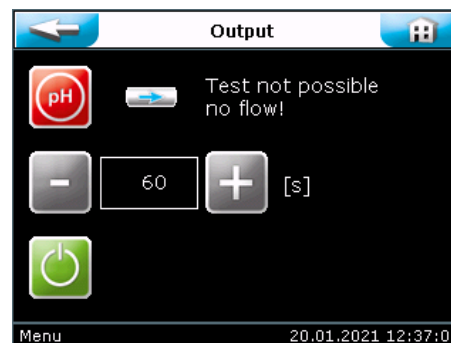 Output
pH
Test not possible
no flow!
-
60
+
[s]
Menu
20.01.2021 12:37:0